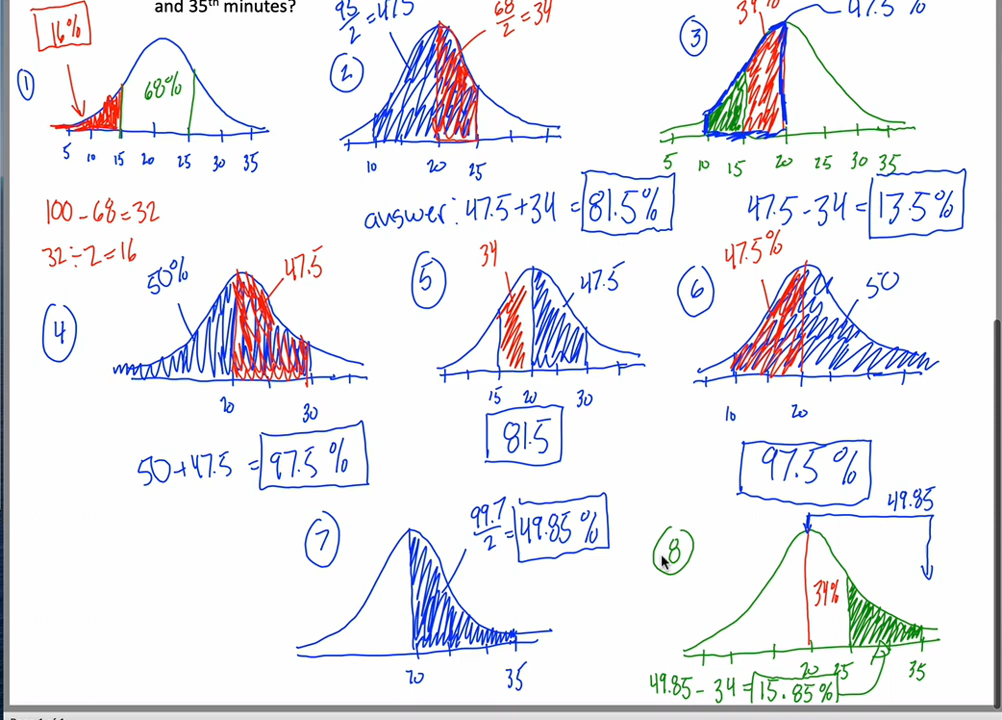 and 35th minutes?
16%
95/2 = 47.5
68/2 = 34
34%
47.5 %
① 68%
②
③
5 10 15 20 25 30 35
10 20 25
5 10 15 20 25 30 35
100 - 68 = 32
32 ÷ 2 = 16
answer: 47.5 + 34 = 81.5%
47.5 - 34 = 13.5%
④ 50% 47.5
20 30
50 + 47.5 = 97.5 %
⑤ 34 47.5
15 20 30
81.5
⑥ 47.5% 50
10 20
97.5 %
⑦ 99.7/2 = 49.85 %
20 35
⑧ 49.85
34%
20 25 35
49.85 - 34 = 15.85%